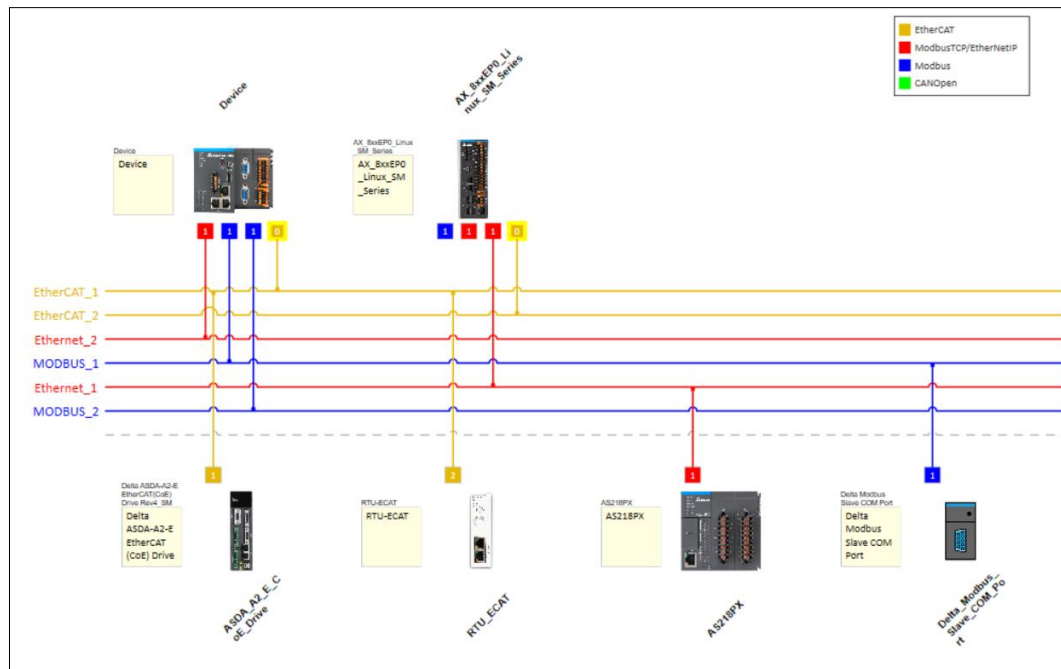 EtherCAT
ModbusTCP/EtherNetIP
Modbus
CANOpen
Device
AX_8xxEP0_Li
nux_SM_Series
Device
Device
AX_8xxEP0_Linux
_SM_Series
AX_8xxEP0
_Linux_SM
_Series
1
1
1
0
1
1
1
0
EtherCAT_1
EtherCAT_2
Ethernet_2
MODBUS_1
Ethernet_1
MODBUS_2
1
2
1
1
Delta ASDA-A2-E
EtherCAT(CoE)
Drive Rev4_SM
Delta
ASDA-A2-E
EtherCAT
(CoE) Drive
RTU-ECAT
RTU-ECAT
AS218PX
AS218PX
Delta Modbus
Slave COM Port
Delta
Modbus
Slave COM
Port
ASDA_A2_E_C
oE_Drive
RTU_ECAT
AS218PX
Delta_Modbus_
Slave_COM_Po
rt